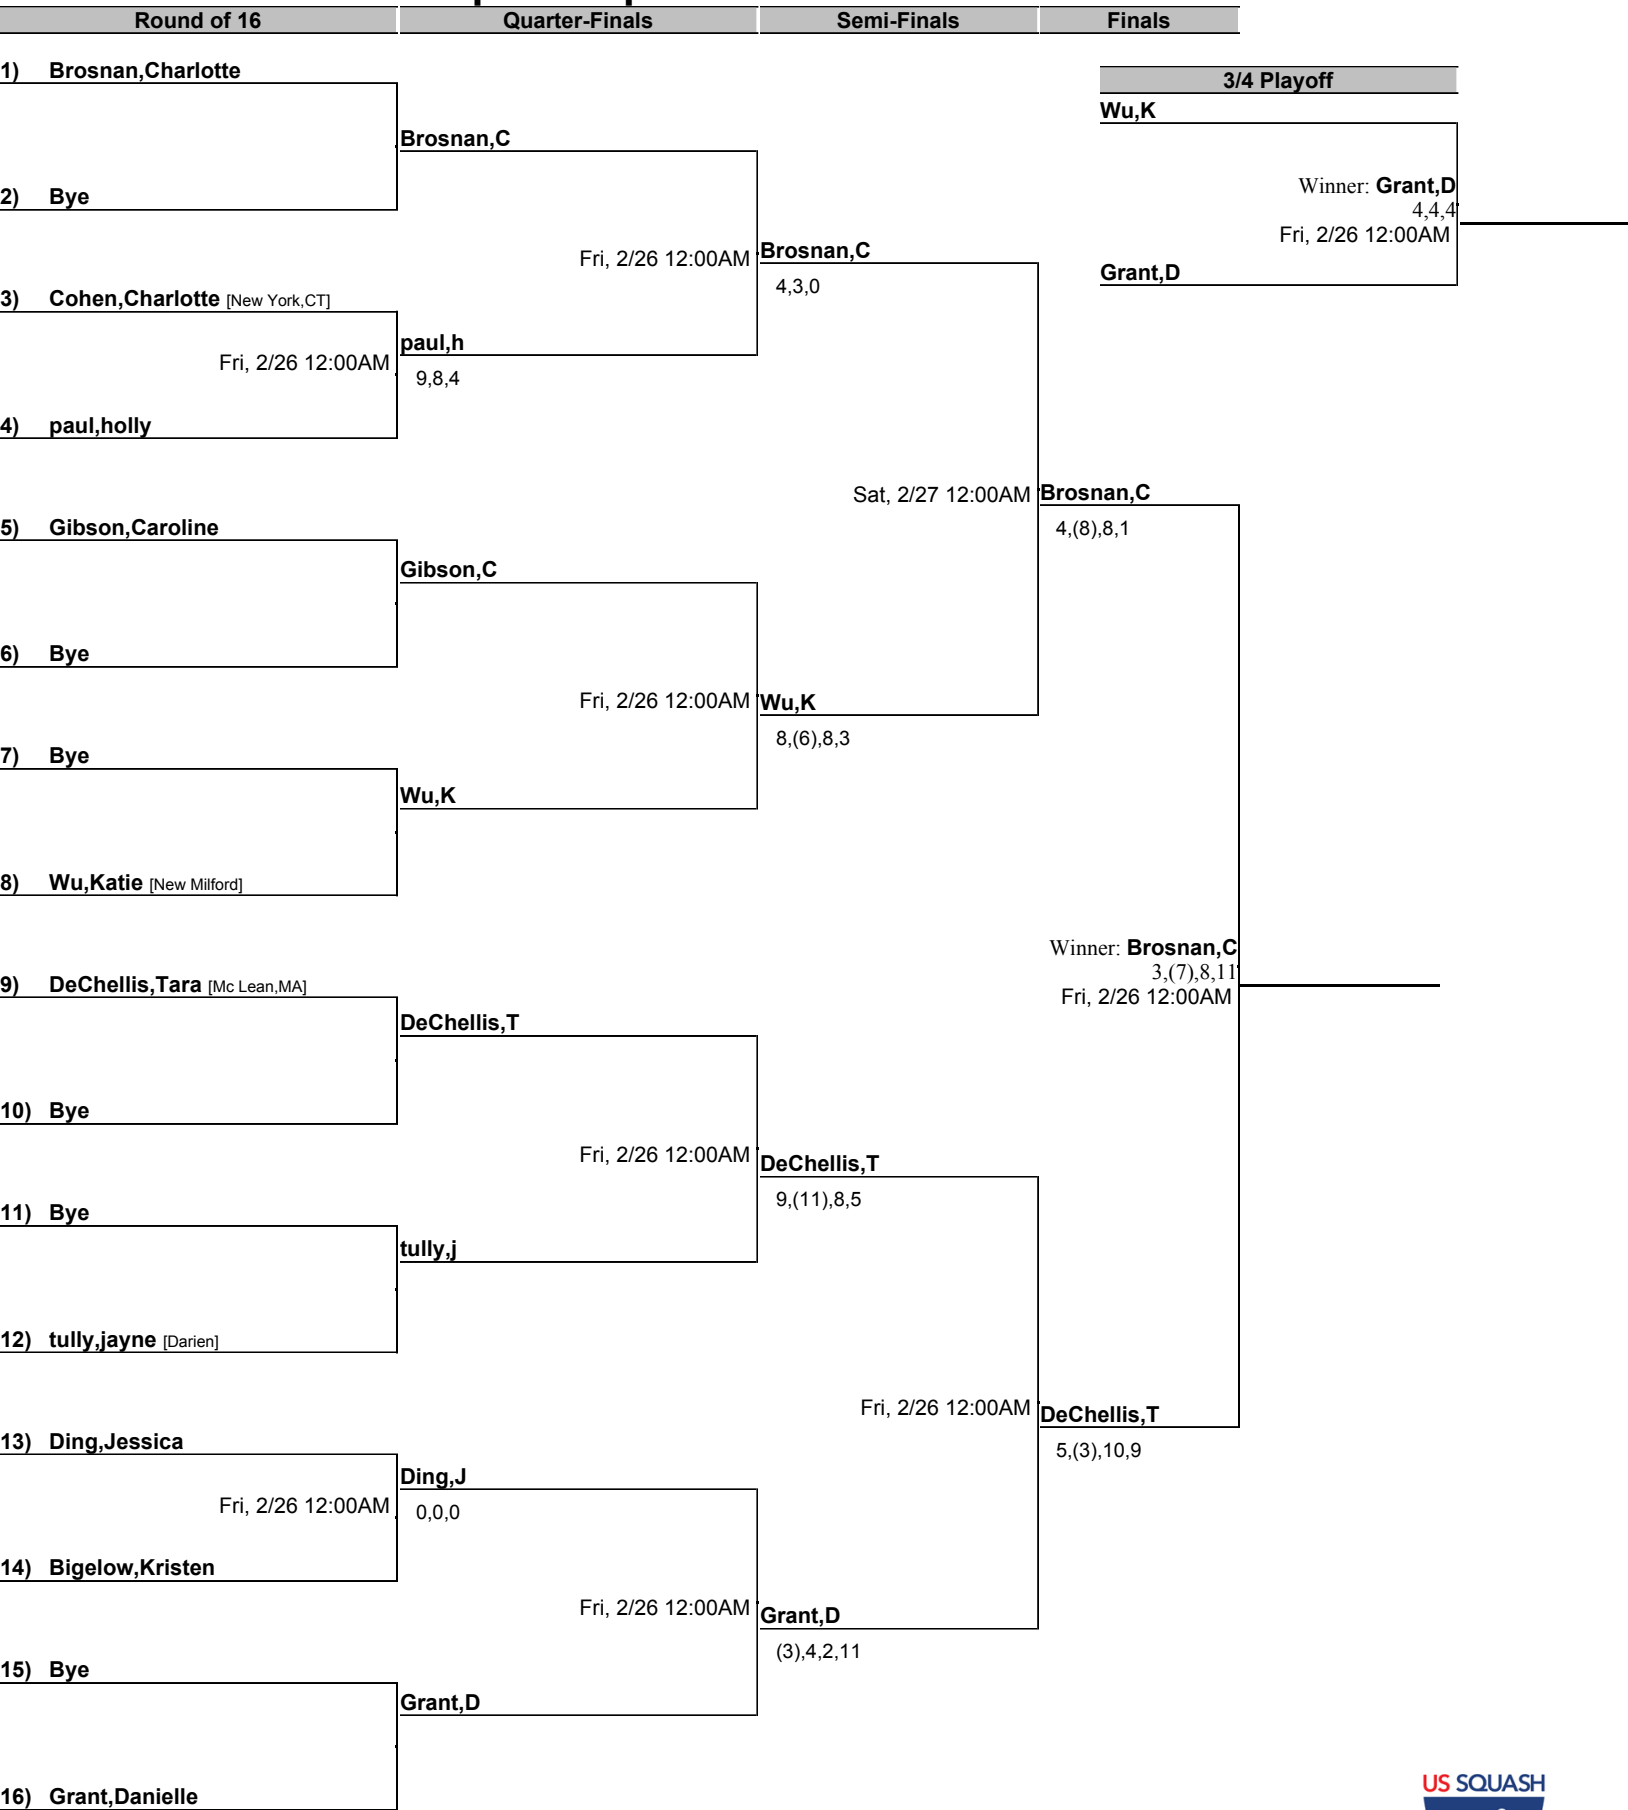 Round of 16 Quarter-Finals Semi-Finals Finals
1) Brosnan,Charlotte
3/4 Playoff
Wu,K
Brosnan,C
Winner: Grant,D
2) Bye
4,4,4
Fri, 2/26 12:00AM
Fri, 2/26 12:00AM Brosnan,C
Grant,D
4,3,0
3) Cohen,Charlotte [New York,CT]
paul,h
Fri, 2/26 12:00AM
9,8,4
4) paul,holly
Sat, 2/27 12:00AM Brosnan,C
5) Gibson,Caroline
4,(8),8,1
Gibson,C
6) Bye
Fri, 2/26 12:00AM Wu,K
8,(6),8,3
7) Bye
Wu,K
8) Wu,Katie [New Milford]
Winner: Brosnan,C
3,(7),8,11
9) DeChellis,Tara [Mc Lean,MA]
Fri, 2/26 12:00AM
DeChellis,T
10) Bye
Fri, 2/26 12:00AM DeChellis,T
9,(11),8,5
11) Bye
tully,j
12) tully,jayne [Darien]
Fri, 2/26 12:00AM DeChellis,T
13) Ding,Jessica
5,(3),10,9
Ding,J
Fri, 2/26 12:00AM
0,0,0
14) Bigelow,Kristen
Fri, 2/26 12:00AM Grant,D
(3),4,2,11
15) Bye
Grant,D
16) Grant,Danielle
US SQUASH